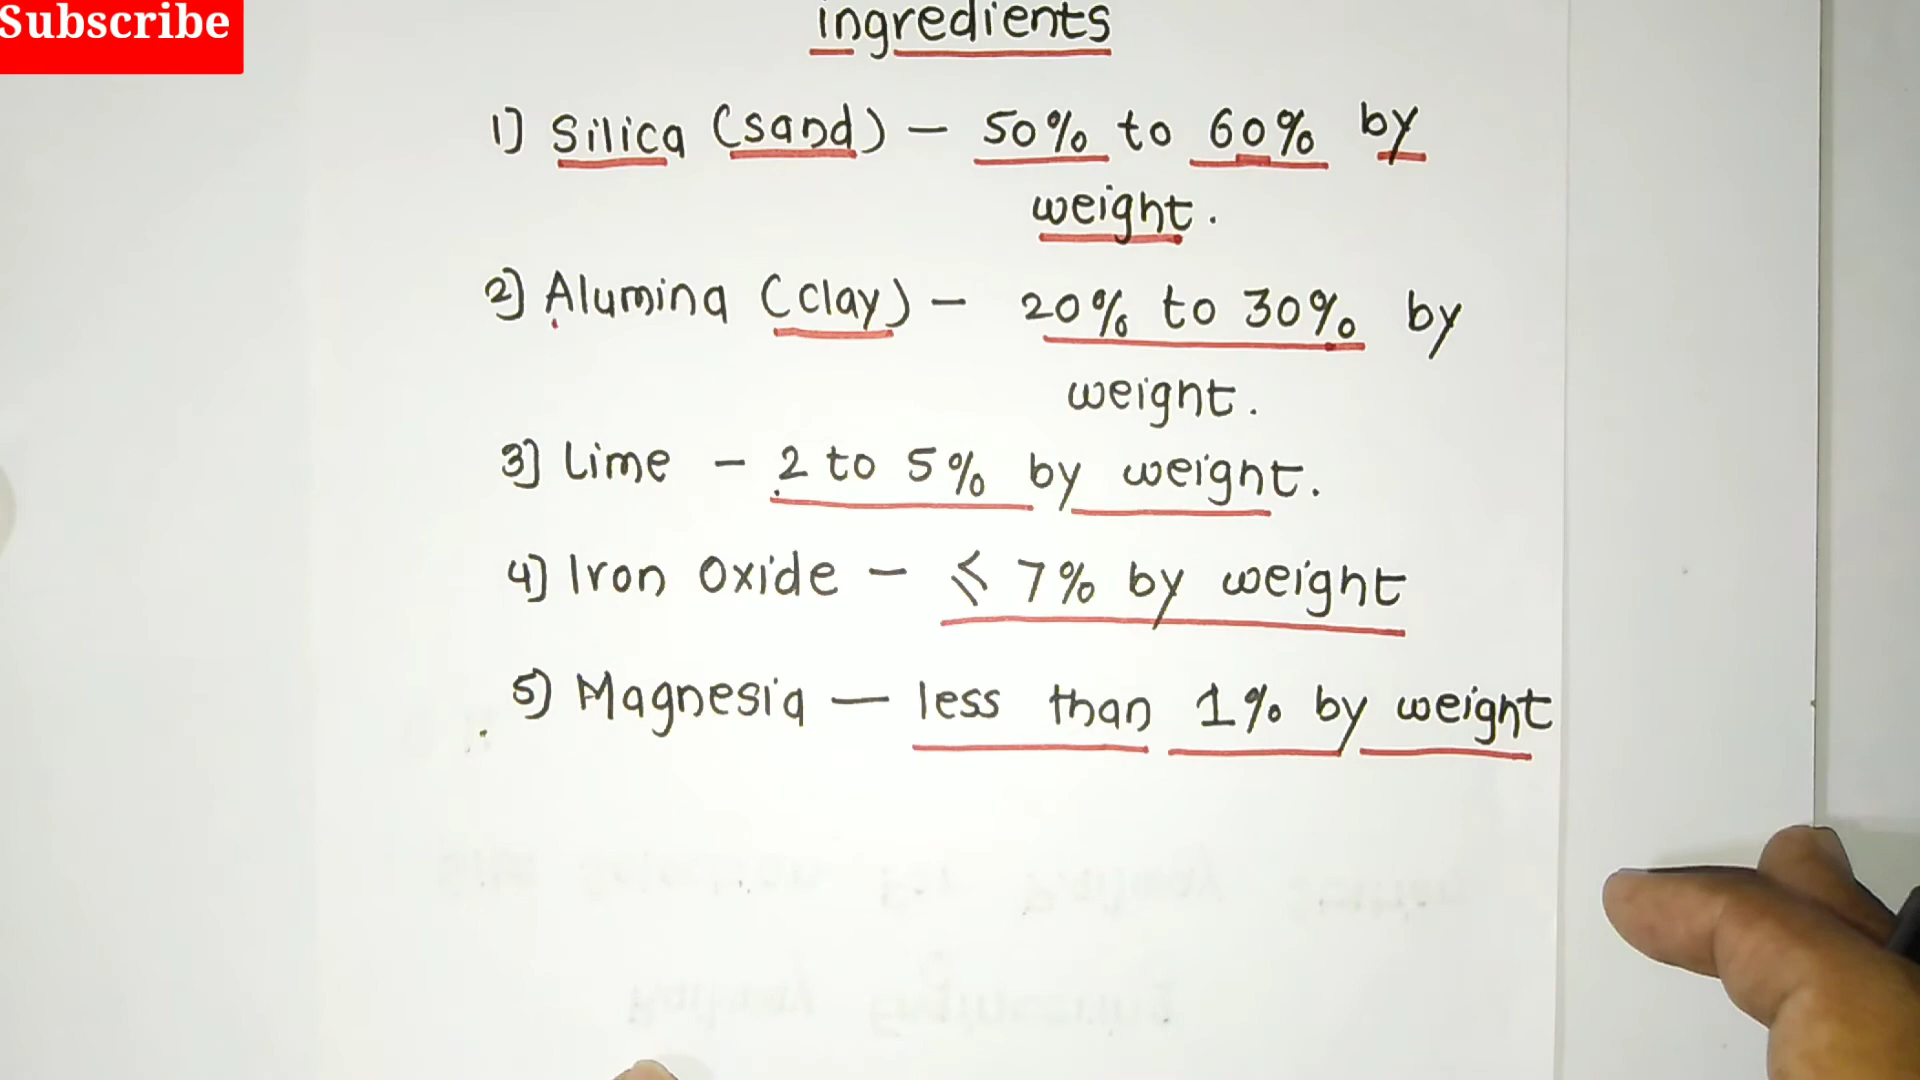 Subscribe
ingredients
1) Silica (sand) - 50% to 60% by
weight.
2) Alumina (clay) - 20% to 30% by
weight.
3) Lime - 2 to 5% by weight.
4) Iron Oxide - ⩽ 7% by weight
5) Magnesia - less than 1% by weight